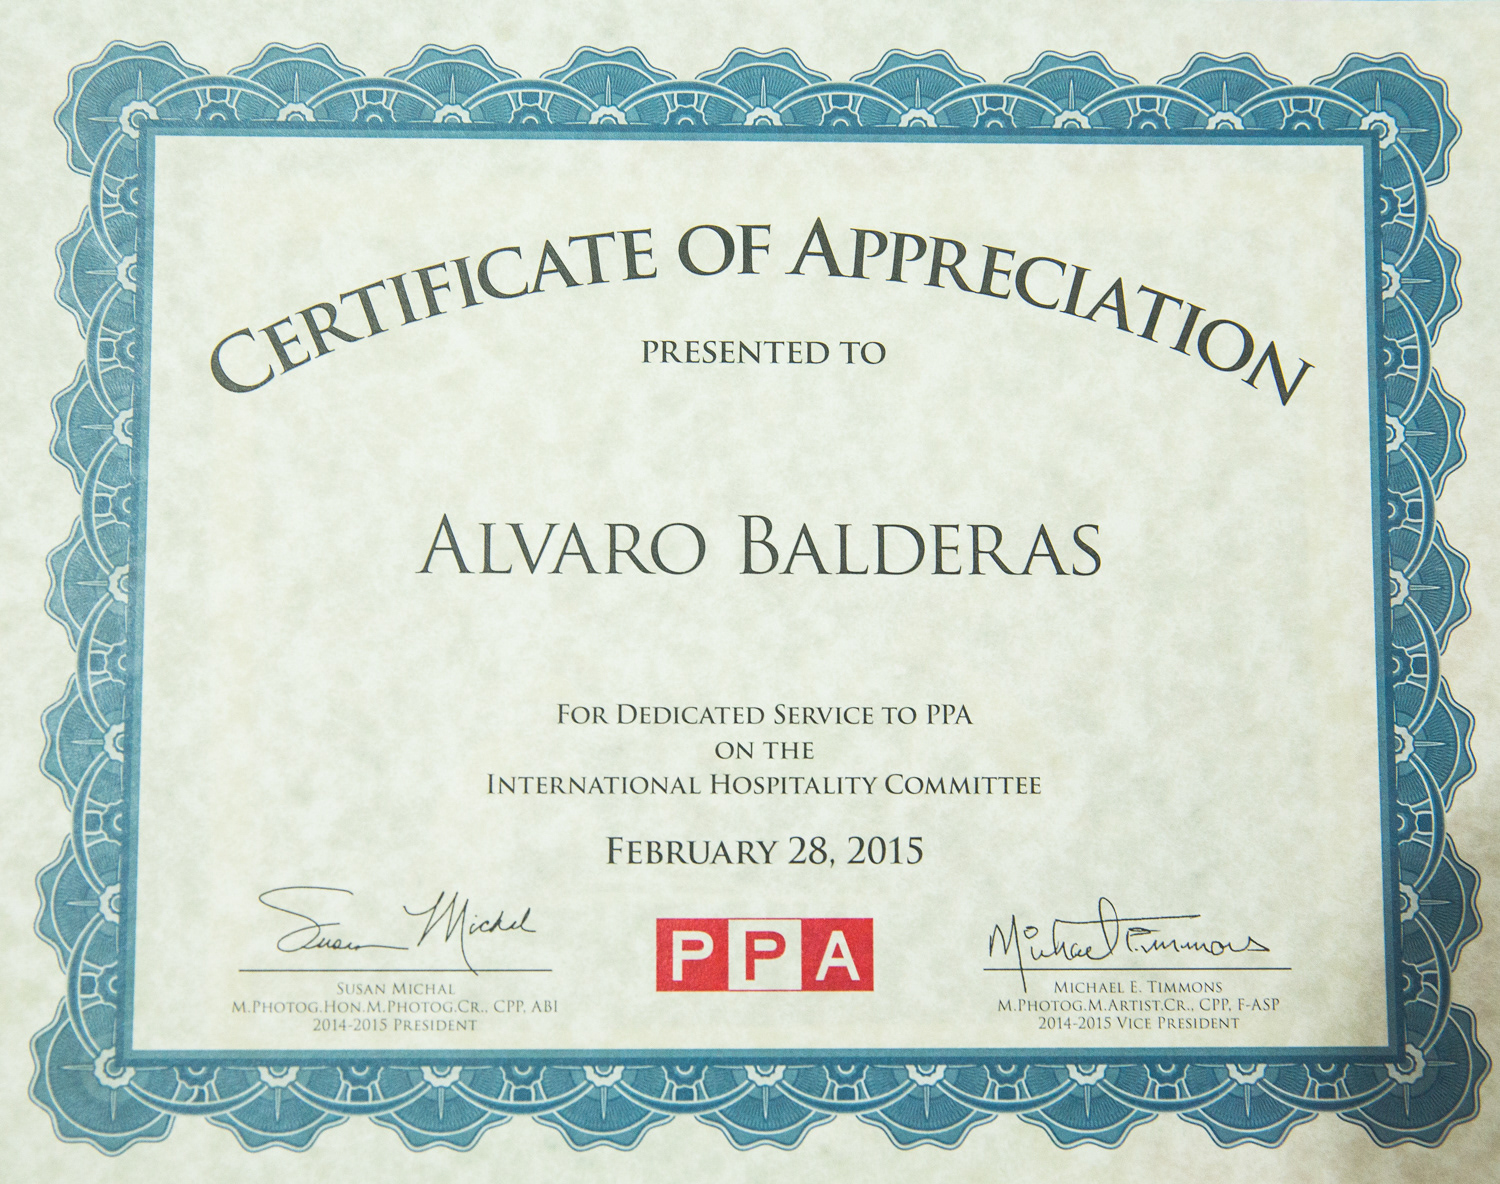 CERTIFICATE OF APPRECIATION
PRESENTED TO
ALVARO BALDERAS
FOR DEDICATED SERVICE TO PPA
ON THE
INTERNATIONAL HOSPITALITY COMMITTEE
FEBRUARY 28, 2015
Susan Michal
SUSAN MICHAL
M.PHOTOG.HON.M.PHOTOG.CR., CPP, ABI
2014-2015 PRESIDENT
PPA
Michael Timmons
MICHAEL E. TIMMONS
M.PHOTOG.M.ARTIST.CR., CPP, F-ASP
2014-2015 VICE PRESIDENT